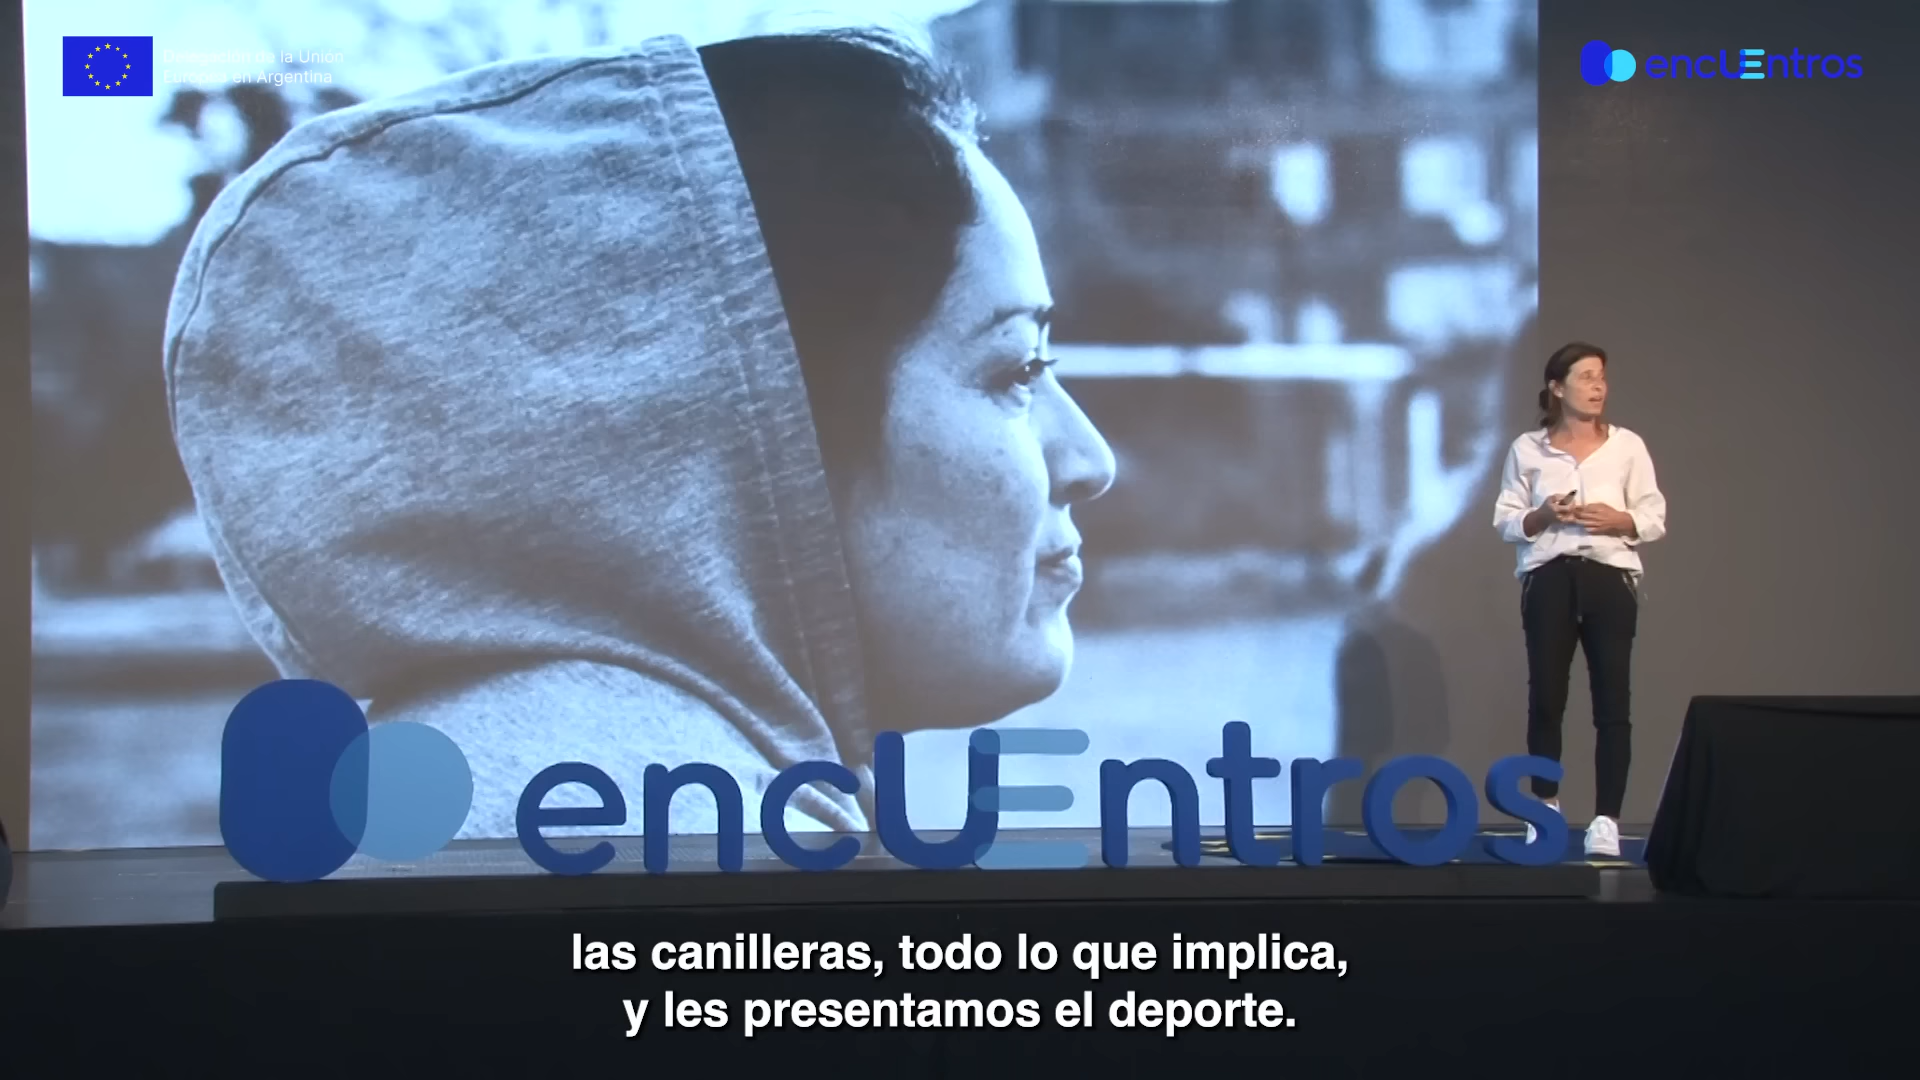 Delegación de la Unión
Europea en Argentina
encUEntros
encUEntros
las canilleras, todo lo que implica,
y les presentamos el deporte.